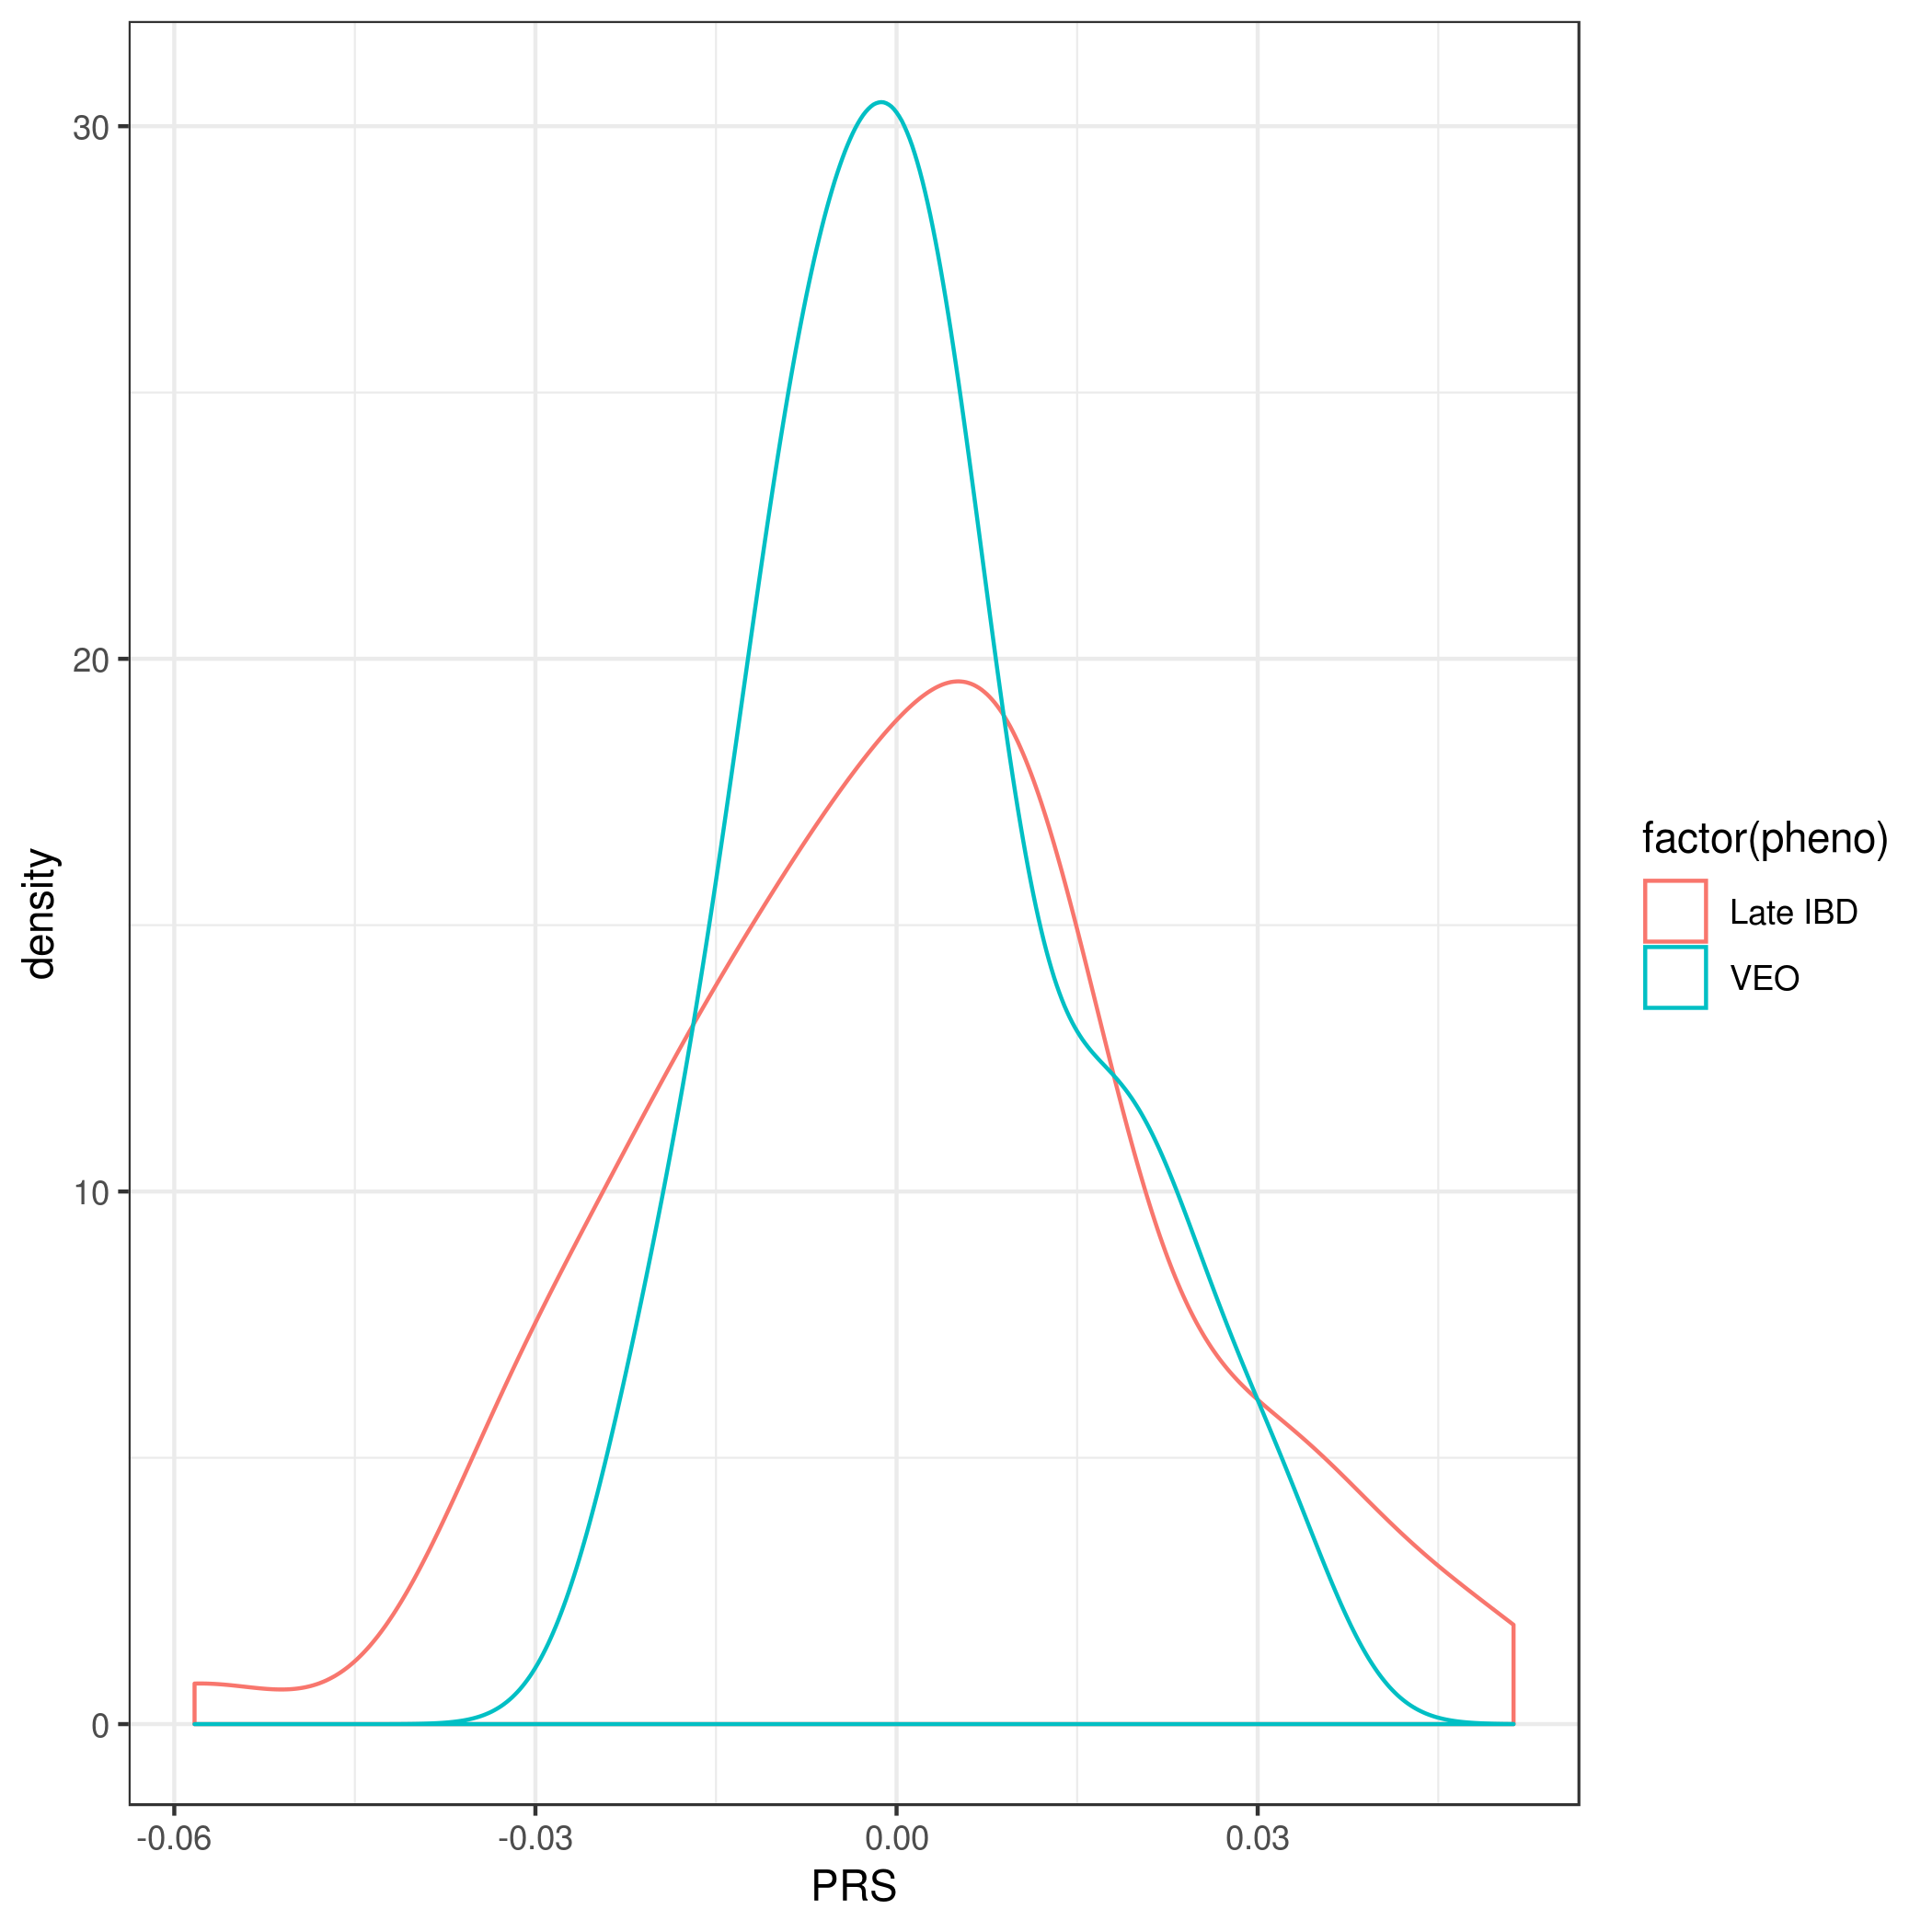 30
20
10
0
density
-0.06 -0.03 0.00 0.03
PRS
factor(pheno)
Late IBD
VEO